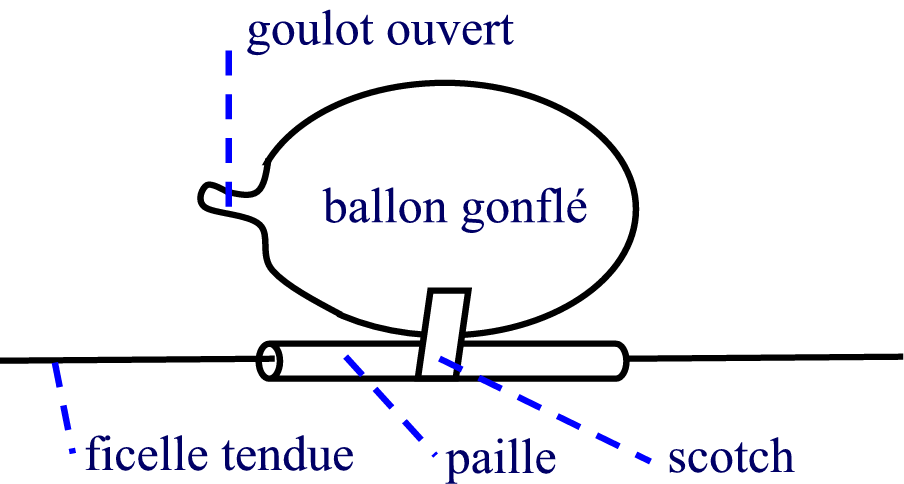 goulot ouvert
ballon gonflé
ficelle tendue
paille
scotch